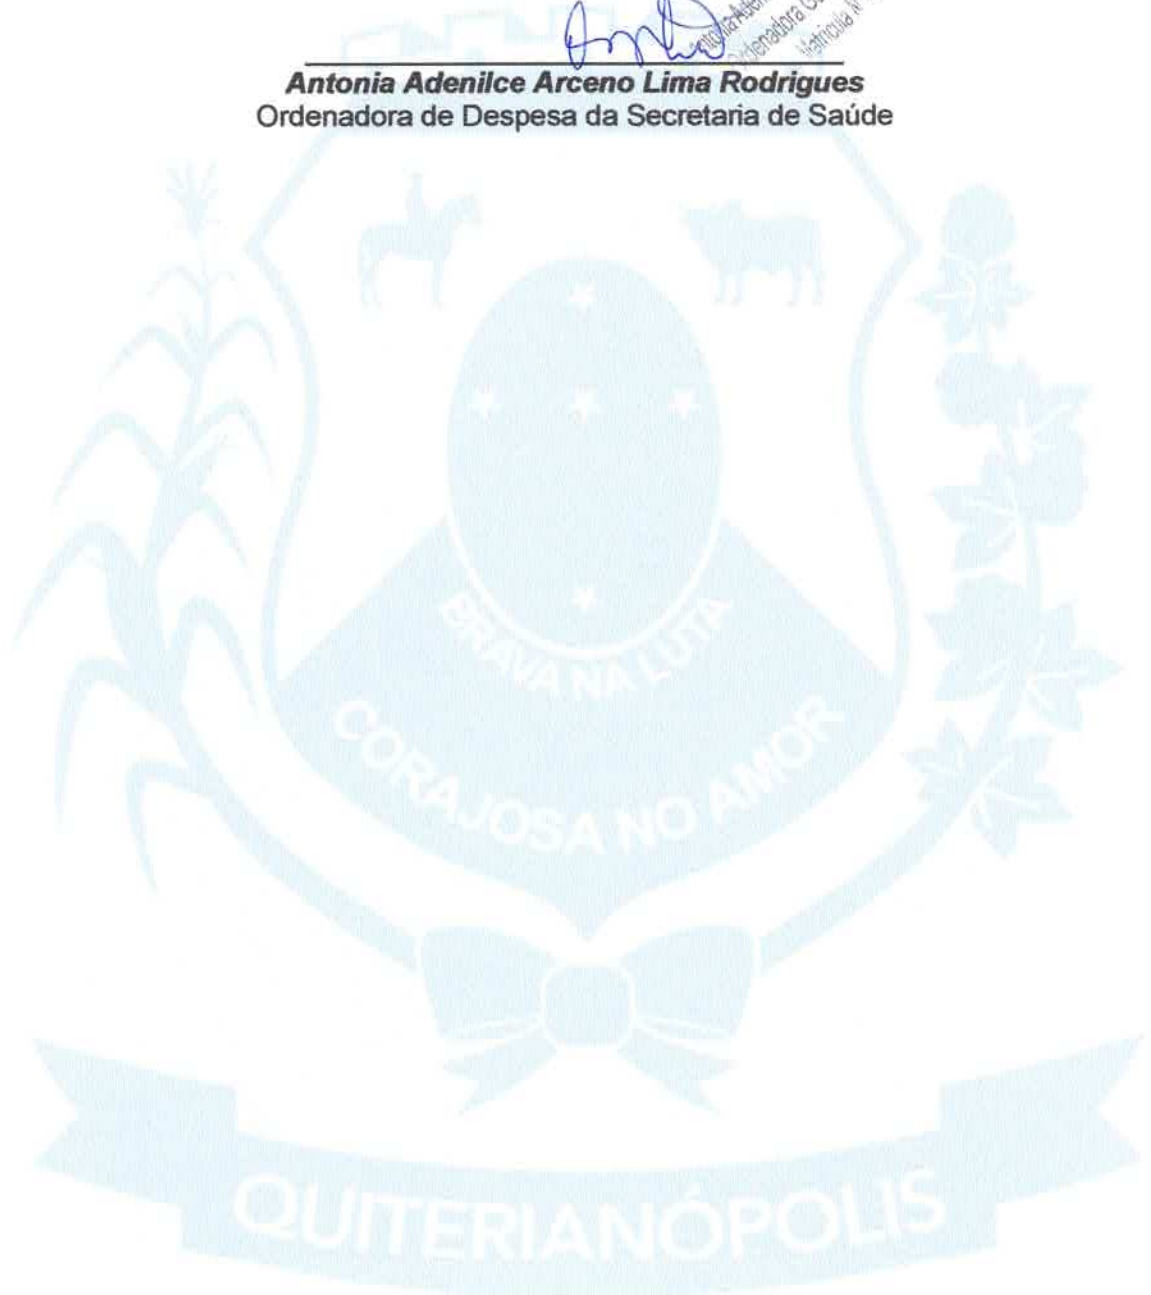 Antonia Adenilce Arceno Lima Rodrigues
Ordenadora de Despesa da Secretaria de Saúde
BRAVA NA LUTA
CORAJOSA NO AMOR
QUITERIANÓPOLIS